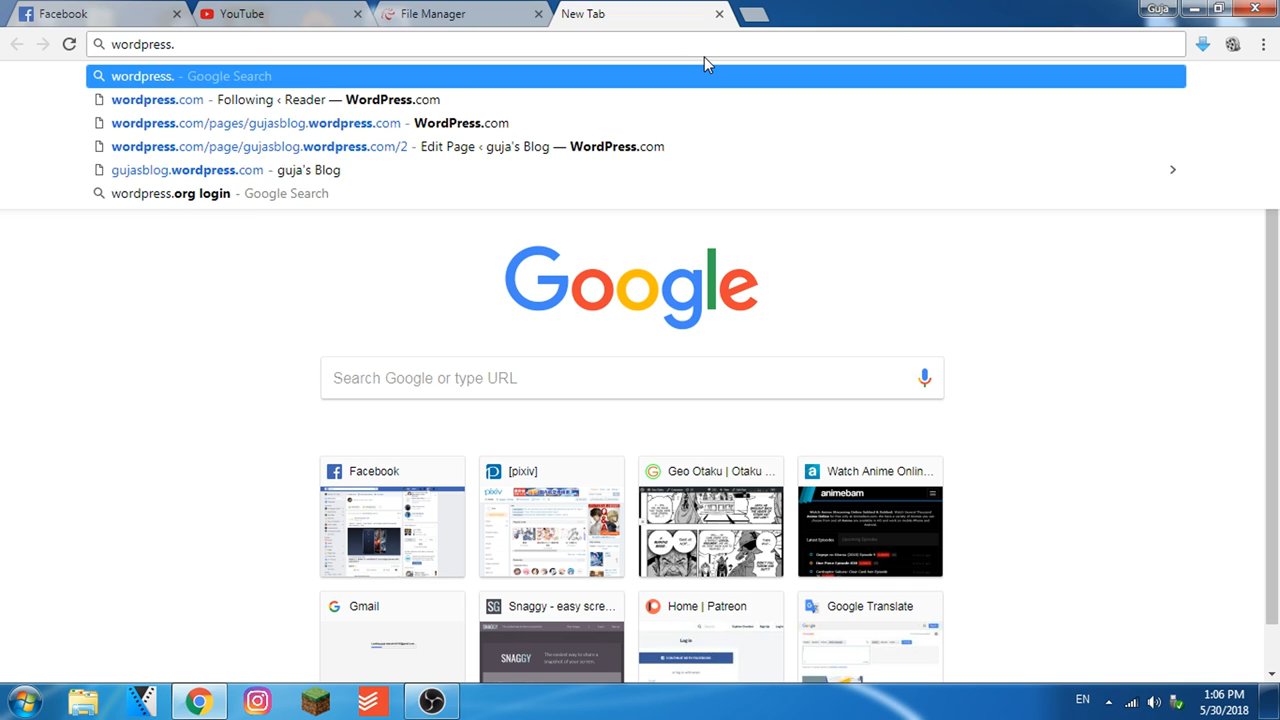 Facebook
YouTube
File Manager
New Tab
Guja
wordpress.
wordpress. - Google Search
wordpress.com - Following ‹ Reader — WordPress.com
wordpress.com/pages/gujasblog.wordpress.com - WordPress.com
wordpress.com/page/gujasblog.wordpress.com/2 - Edit Page ‹ guja's Blog — WordPress.com
gujasblog.wordpress.com - guja's Blog
wordpress.org login - Google Search
Google
Search Google or type URL
Facebook
[pixiv]
Geo Otaku | Otaku ...
Watch Anime Onlin...
pixiv
animebam
Gmail
Snaggy - easy scre...
Home | Patreon
Google Translate
SNAGGY
Log in
EN
1:06 PM
5/30/2018